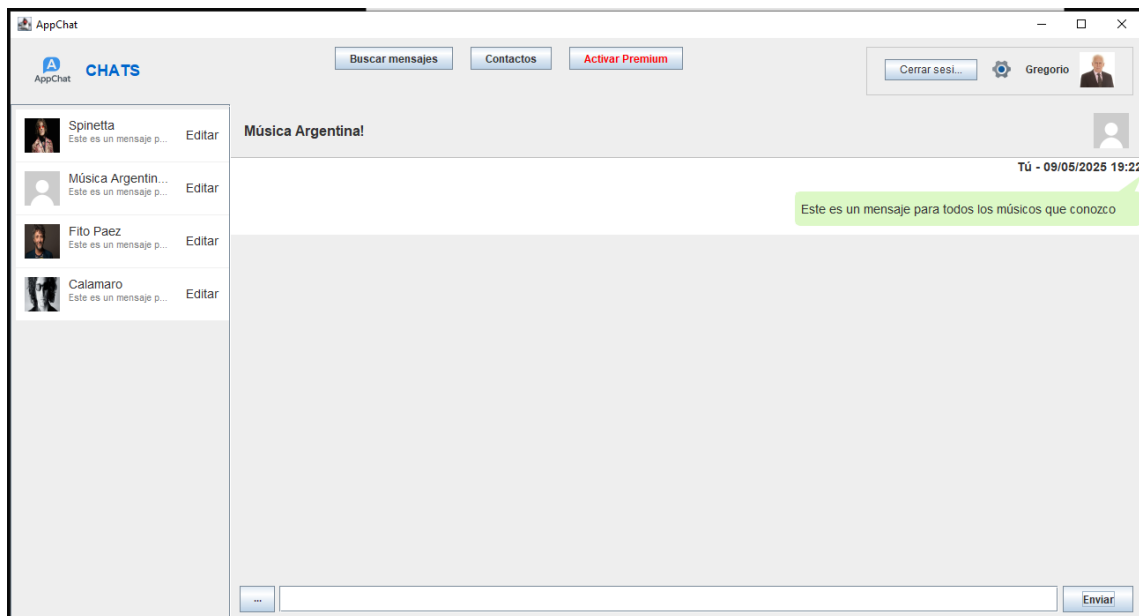 AppChat
AppChat
CHATS
Buscar mensajes
Contactos
Activar Premium
Cerrar sesi...
Gregorio
Spinetta
Este es un mensaje p...
Editar
Música Argentin...
Este es un mensaje p...
Editar
Fito Paez
Este es un mensaje p...
Editar
Calamaro
Este es un mensaje p...
Editar
Música Argentina!
Tú - 09/05/2025 19:22
Este es un mensaje para todos los músicos que conozco
...
Enviar